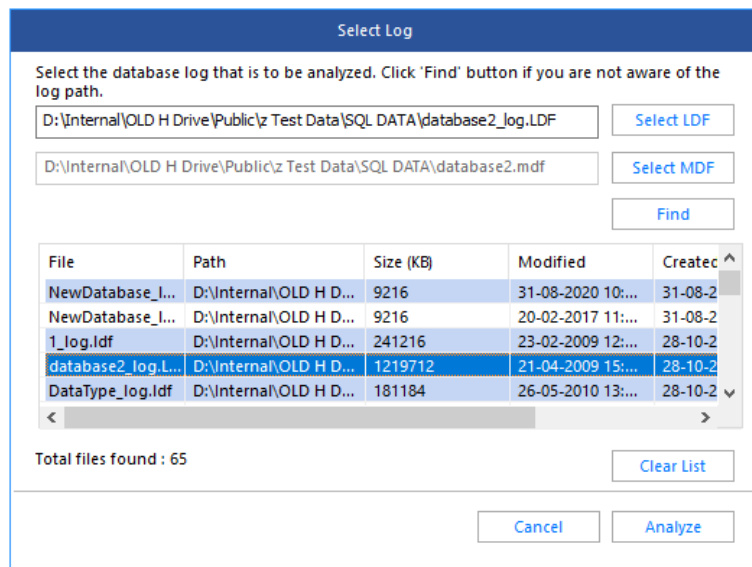 Select Log
Select the database log that is to be analyzed. Click 'Find' button if you are not aware of the
log path.
D:\Internal\OLD H Drive\Public\z Test Data\SQL DATA\database2_log.LDF Select LDF
D:\Internal\OLD H Drive\Public\z Test Data\SQL DATA\database2.mdf Select MDF
Find
File Path Size (KB) Modified Created
NewDatabase_l... D:\Internal\OLD H D... 9216 31-08-2020 10:... 31-08-2
NewDatabase_l... D:\Internal\OLD H D... 9216 20-02-2017 11:... 31-08-2
1_log.ldf D:\Internal\OLD H D... 241216 23-02-2009 12:... 28-10-2
database2_log.L... D:\Internal\OLD H D... 1219712 21-04-2009 15:... 28-10-2
DataType_log.ldf D:\Internal\OLD H D... 181184 26-05-2010 13:... 28-10-2
Total files found : 65
Clear List
Cancel Analyze